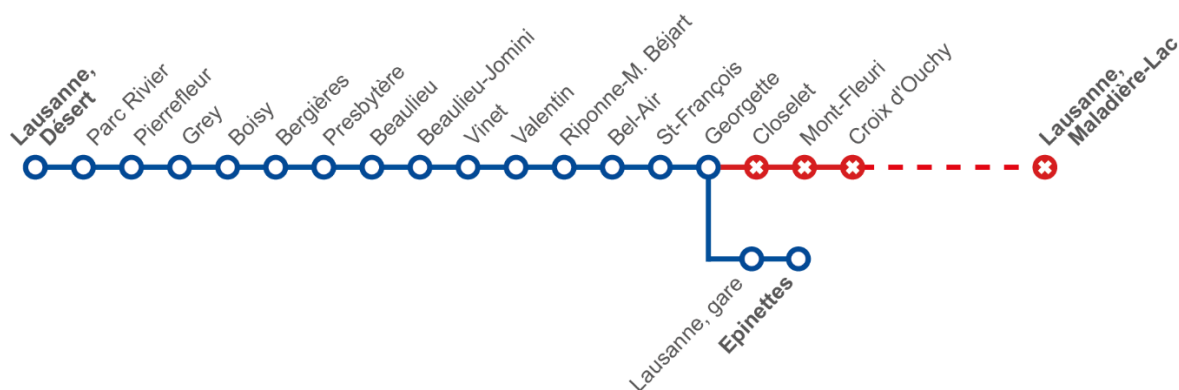 Lausanne,
Désert
Parc Rivier
Pierrefleur
Grey
Boisy
Bergières
Presbytère
Beaulieu
Beaulieu-Jomini
Vinet
Valentin
Riponne-M. Béjart
Bel-Air
St-François
Georgette
Closelet
Mont-Fleuri
Croix d'Ouchy
Lausanne,
Maladière-Lac
Lausanne, gare
Epinettes